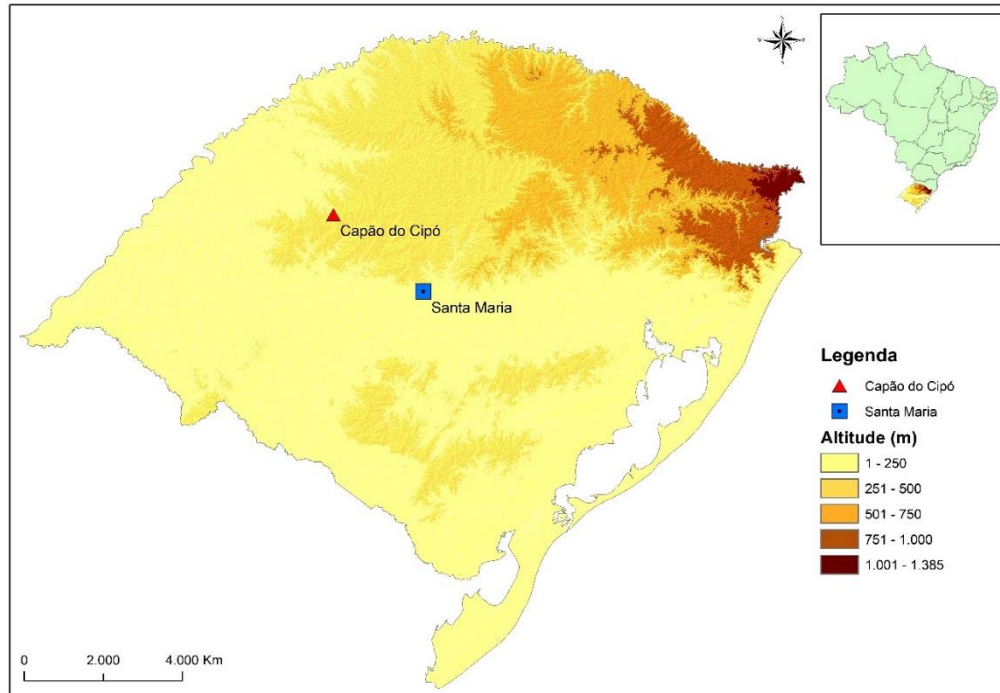 Capão do Cipó
Santa Maria
Legenda
Capão do Cipó
Santa Maria
Altitude (m)
1 - 250
251 - 500
501 - 750
751 - 1.000
1.001 - 1.385
0 2.000 4.000 Km